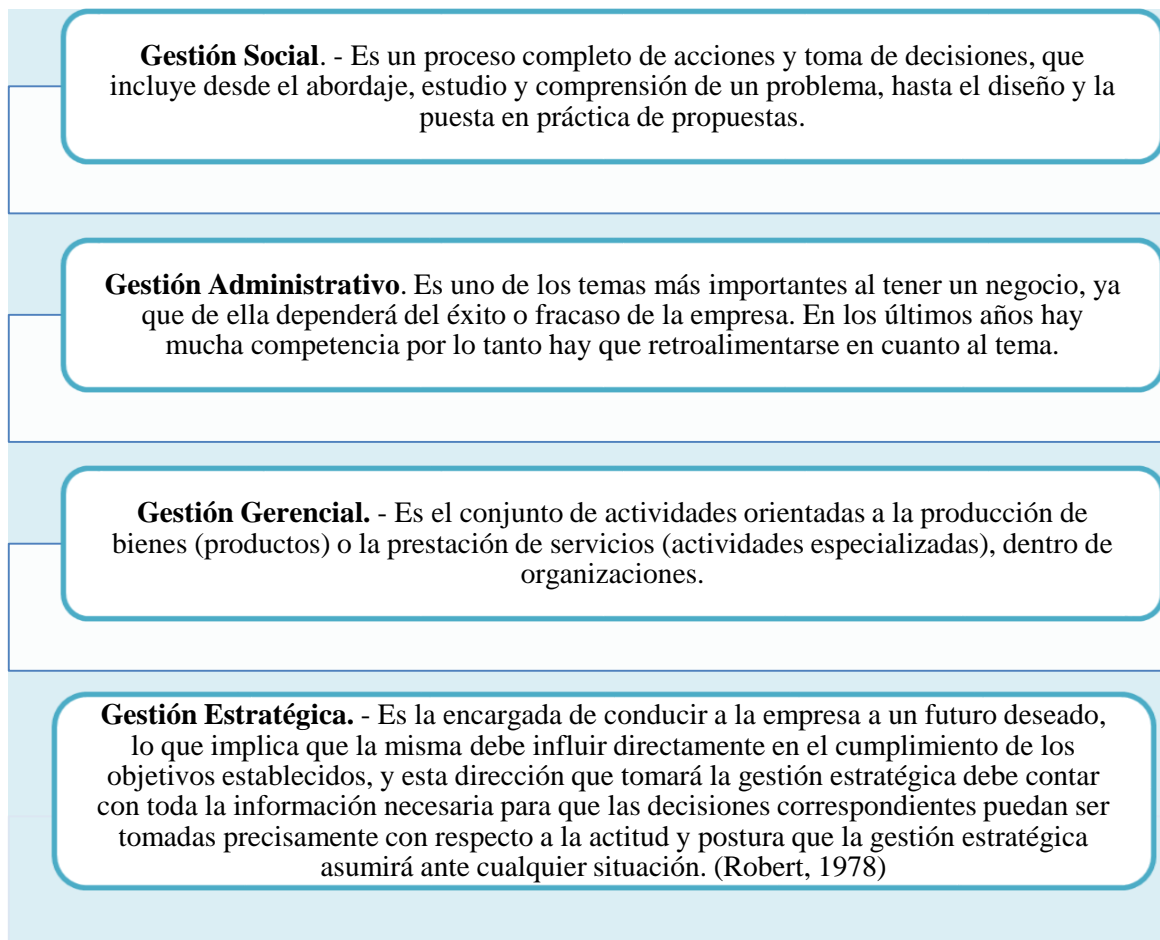 Gestión Social. - Es un proceso completo de acciones y toma de decisiones, que
incluye desde el abordaje, estudio y comprensión de un problema, hasta el diseño y la
puesta en práctica de propuestas.
Gestión Administrativo. Es uno de los temas más importantes al tener un negocio, ya
que de ella dependerá del éxito o fracaso de la empresa. En los últimos años hay
mucha competencia por lo tanto hay que retroalimentarse en cuanto al tema.
Gestión Gerencial. - Es el conjunto de actividades orientadas a la producción de
bienes (productos) o la prestación de servicios (actividades especializadas), dentro de
organizaciones.
Gestión Estratégica. - Es la encargada de conducir a la empresa a un futuro deseado,
lo que implica que la misma debe influir directamente en el cumplimiento de los
objetivos establecidos, y esta dirección que tomará la gestión estratégica debe contar
con toda la información necesaria para que las decisiones correspondientes puedan ser
tomadas precisamente con respecto a la actitud y postura que la gestión estratégica
asumirá ante cualquier situación. (Robert, 1978)